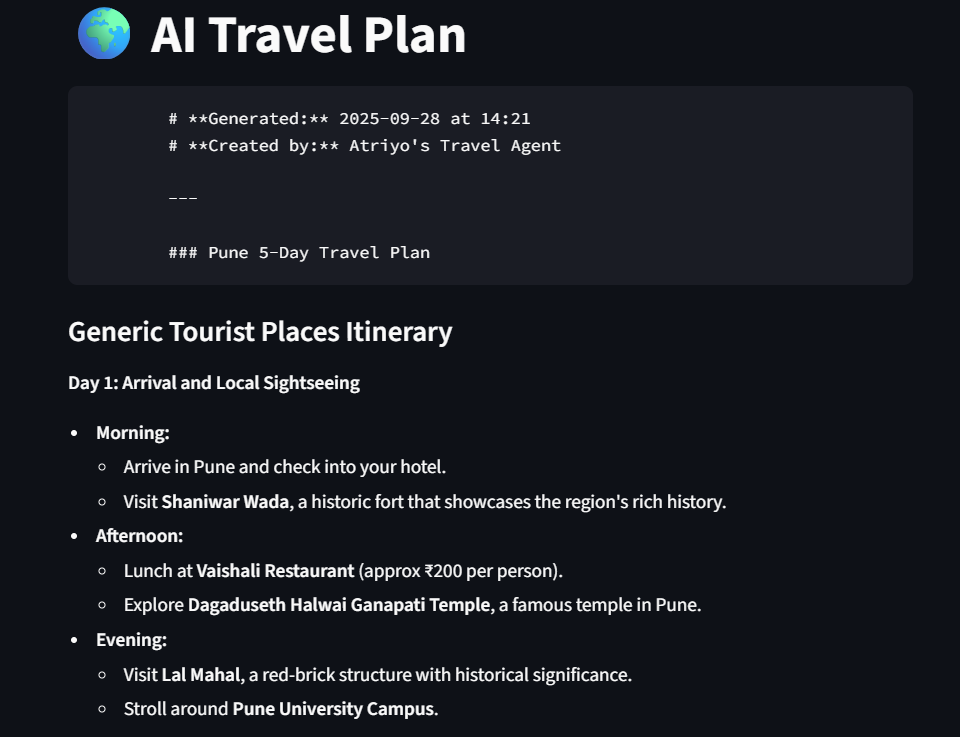 AI Travel Plan
# **Generated:** 2025-09-28 at 14:21
# **Created by:** Atriyo's Travel Agent
---
### Pune 5-Day Travel Plan
Generic Tourist Places Itinerary
Day 1: Arrival and Local Sightseeing
• Morning:
○ Arrive in Pune and check into your hotel.
○ Visit Shaniwar Wada, a historic fort that showcases the region's rich history.
• Afternoon:
○ Lunch at Vaishali Restaurant (approx ₹200 per person).
○ Explore Dagaduseth Halwai Ganapati Temple, a famous temple in Pune.
• Evening:
○ Visit Lal Mahal, a red-brick structure with historical significance.
○ Stroll around Pune University Campus.